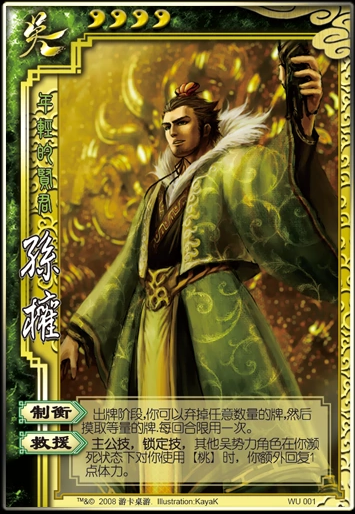 吴
年輕的賢君
孫權
制衡
出牌阶段,你可以弃掉任意数量的牌,然后
摸取等量的牌.每回合限用一次。
救援
主公技，锁定技，其他吴势力角色在你濒
死状态下对你使用【桃】时，你额外回复1
点体力。
™&© 2008 游卡桌游. Illustration:KayaK
WU 001